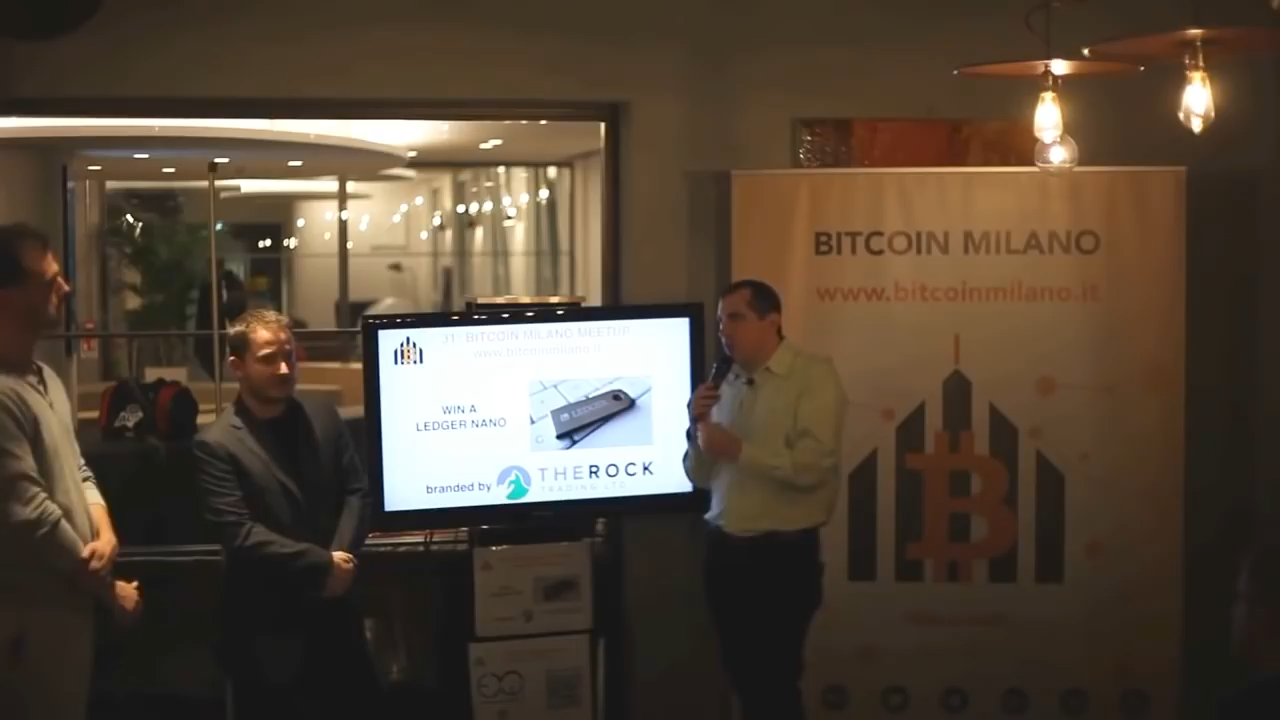 BITCOIN MILANO
www.bitcoinmilano.it
31° BITCOIN MILANO MEETUP
www.bitcoinmilano.it
WIN A
LEDGER NANO
LEDGER
branded by THEROCK
TRADING LTD